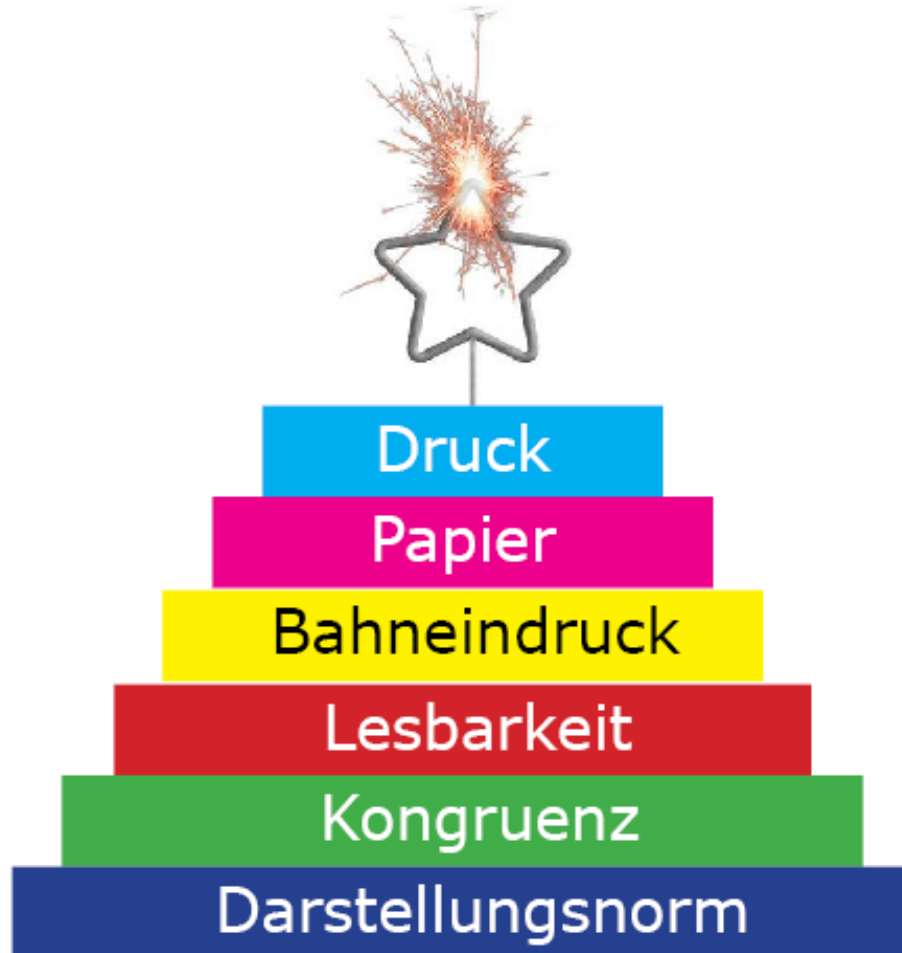 Druck
Papier
Bahneindruck
Lesbarkeit
Kongruenz
Darstellungsnorm